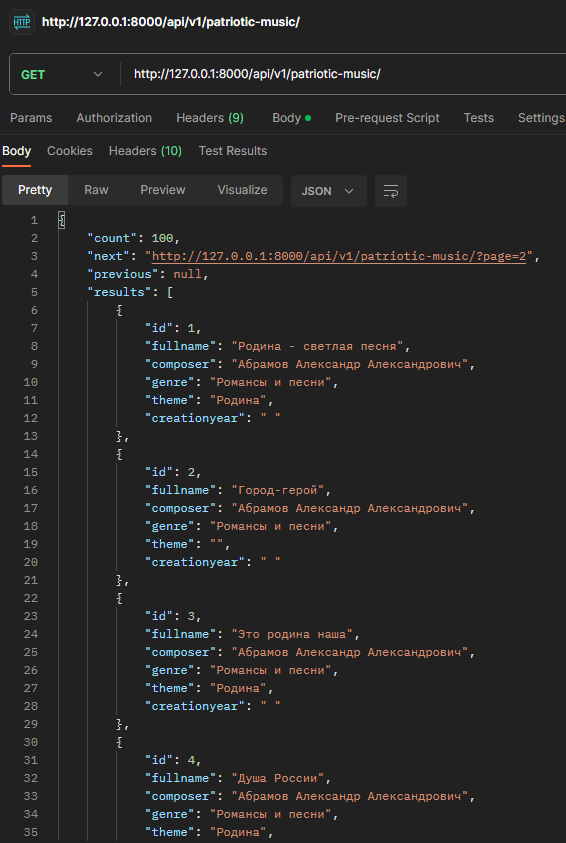 HTTP http://127.0.0.1:8000/api/v1/patriotic-music/
GET http://127.0.0.1:8000/api/v1/patriotic-music/
Params Authorization Headers (9) Body Pre-request Script Tests Settings
Body Cookies Headers (10) Test Results
Pretty Raw Preview Visualize JSON
1 {
2 "count": 100,
3 "next": "http://127.0.0.1:8000/api/v1/patriotic-music/?page=2",
4 "previous": null,
5 "results": [
6 {
7 "id": 1,
8 "fullname": "Родина - светлая песня",
9 "composer": "Абрамов Александр Александрович",
10 "genre": "Романсы и песни",
11 "theme": "Родина",
12 "creationyear": " "
13 },
14 {
15 "id": 2,
16 "fullname": "Город-герой",
17 "composer": "Абрамов Александр Александрович",
18 "genre": "Романсы и песни",
19 "theme": "",
20 "creationyear": " "
21 },
22 {
23 "id": 3,
24 "fullname": "Это родина наша",
25 "composer": "Абрамов Александр Александрович",
26 "genre": "Романсы и песни",
27 "theme": "Родина",
28 "creationyear": " "
29 },
30 {
31 "id": 4,
32 "fullname": "Душа России",
33 "composer": "Абрамов Александр Александрович",
34 "genre": "Романсы и песни",
35 "theme": "Родина",